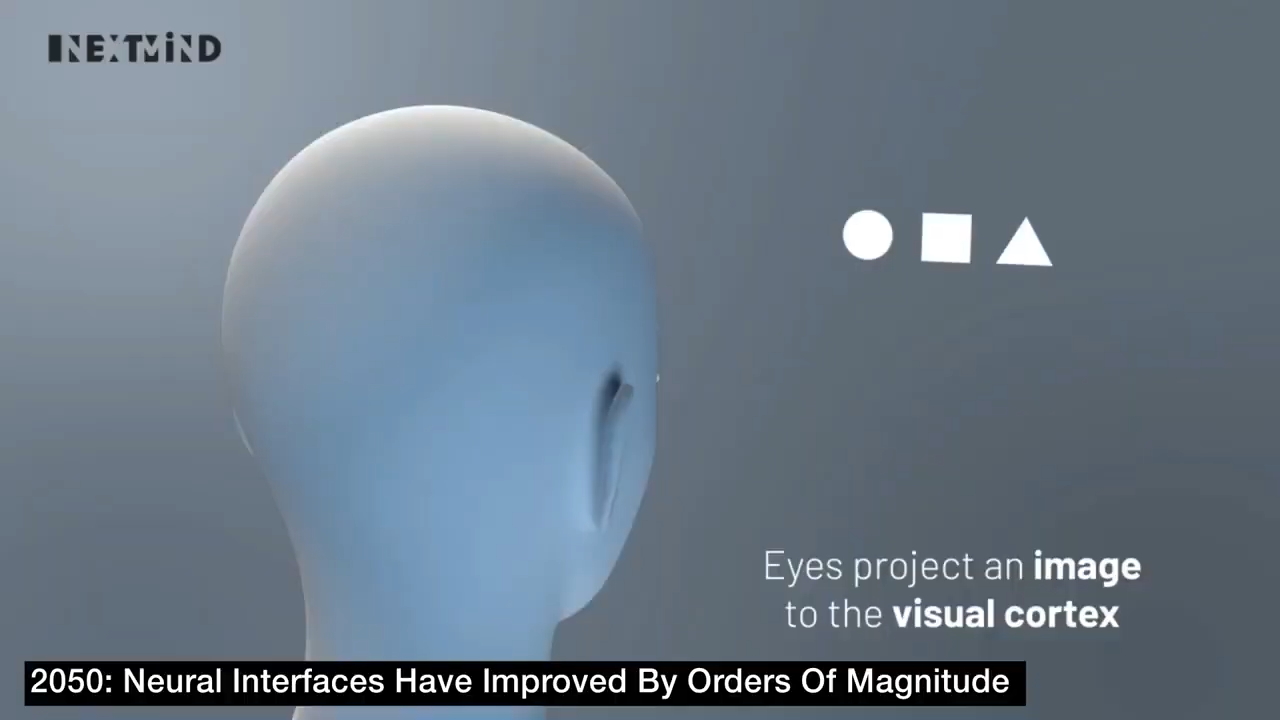 NEXTMIND
Eyes project an image
to the visual cortex
2050: Neural Interfaces Have Improved By Orders Of Magnitude